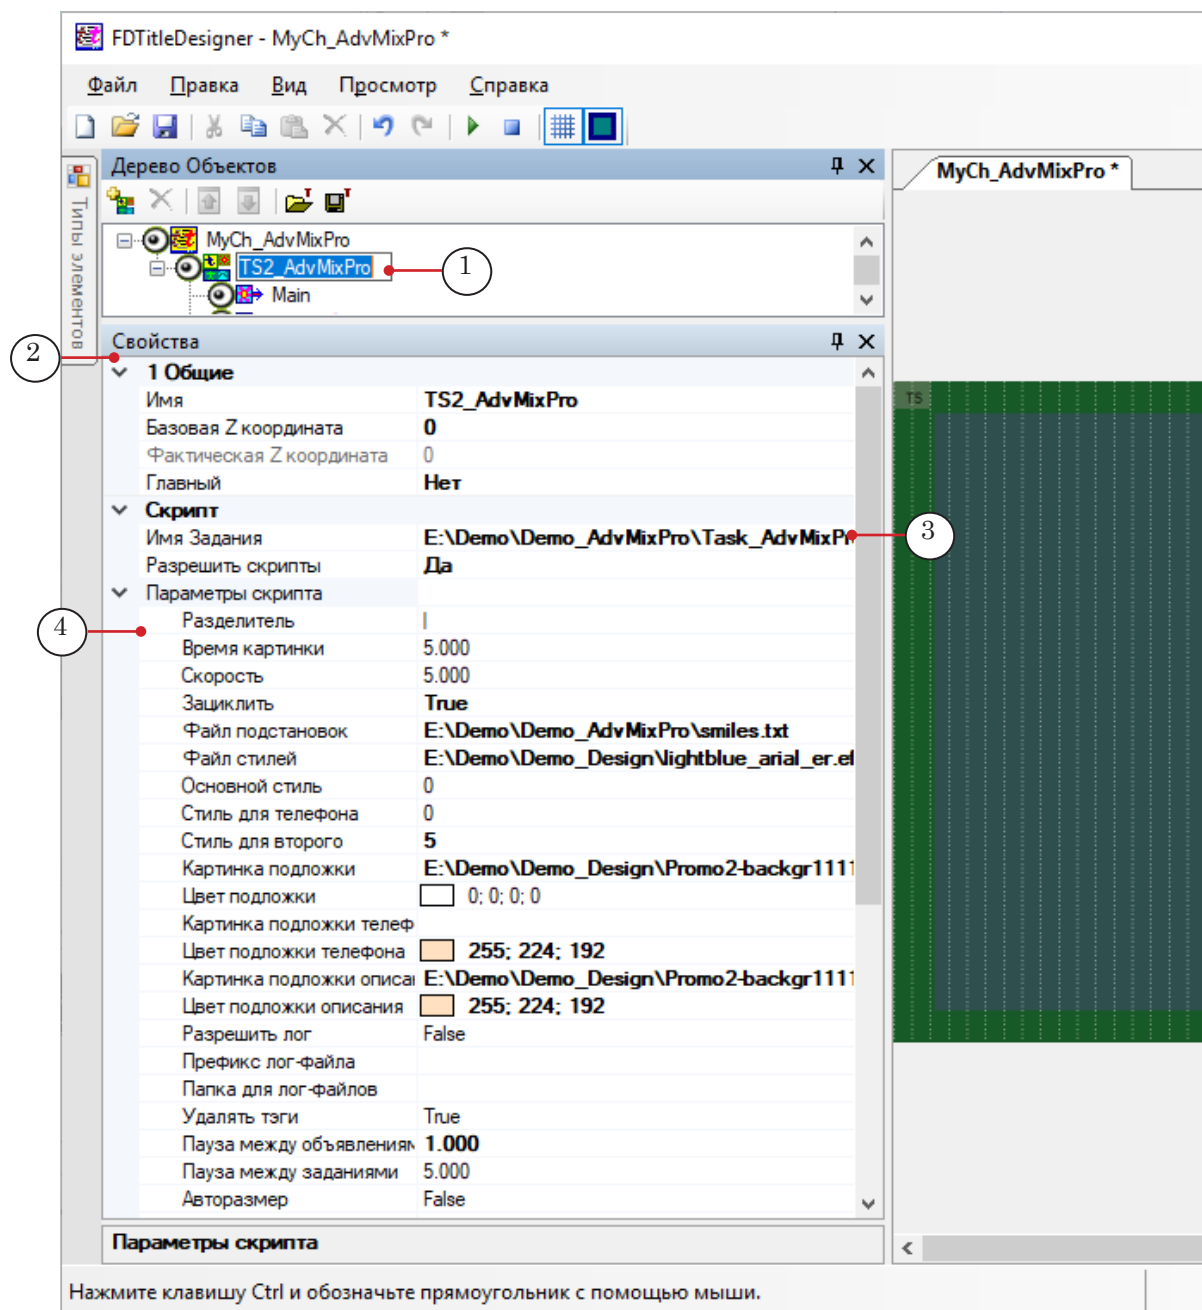 FDTitleDesigner - MyCh_AdvMixPro *
Файл Правка Вид Просмотр Справка
Типы элементов
Дерево Объектов
MyCh_AdvMixPro *
MyCh_AdvMixPro
TS2_AdvMixPro
1
Main
Свойства
2
1 Общие
Имя TS2_AdvMixPro
TS
Базовая Z координата 0
Фактическая Z координата 0
Главный Нет
Скрипт
Имя Задания E:\Demo\Demo_AdvMixPro\Task_AdvMixPr
3
Разрешить скрипты Да
Параметры скрипта
4
Разделитель |
Время картинки 5.000
Скорость 5.000
Зациклить True
Файл подстановок E:\Demo\Demo_AdvMixPro\smiles.txt
Файл стилей E:\Demo\Demo_Design\lightblue_arial_er.ef
Основной стиль 0
Стиль для телефона 0
Стиль для второго 5
Картинка подложки E:\Demo\Demo_Design\Promo2-backgr1111
Цвет подложки 0; 0; 0; 0
Картинка подложки телеф
Цвет подложки телефона 255; 224; 192
Картинка подложки описа E:\Demo\Demo_Design\Promo2-backgr1111
Цвет подложки описания 255; 224; 192
Разрешить лог False
Префикс лог-файла
Папка для лог-файлов
Удалять тэги True
Пауза между объявлениям 1.000
Пауза между заданиями 5.000
Авторазмер False
Параметры скрипта
Нажмите клавишу Ctrl и обозначьте прямоугольник с помощью мыши.